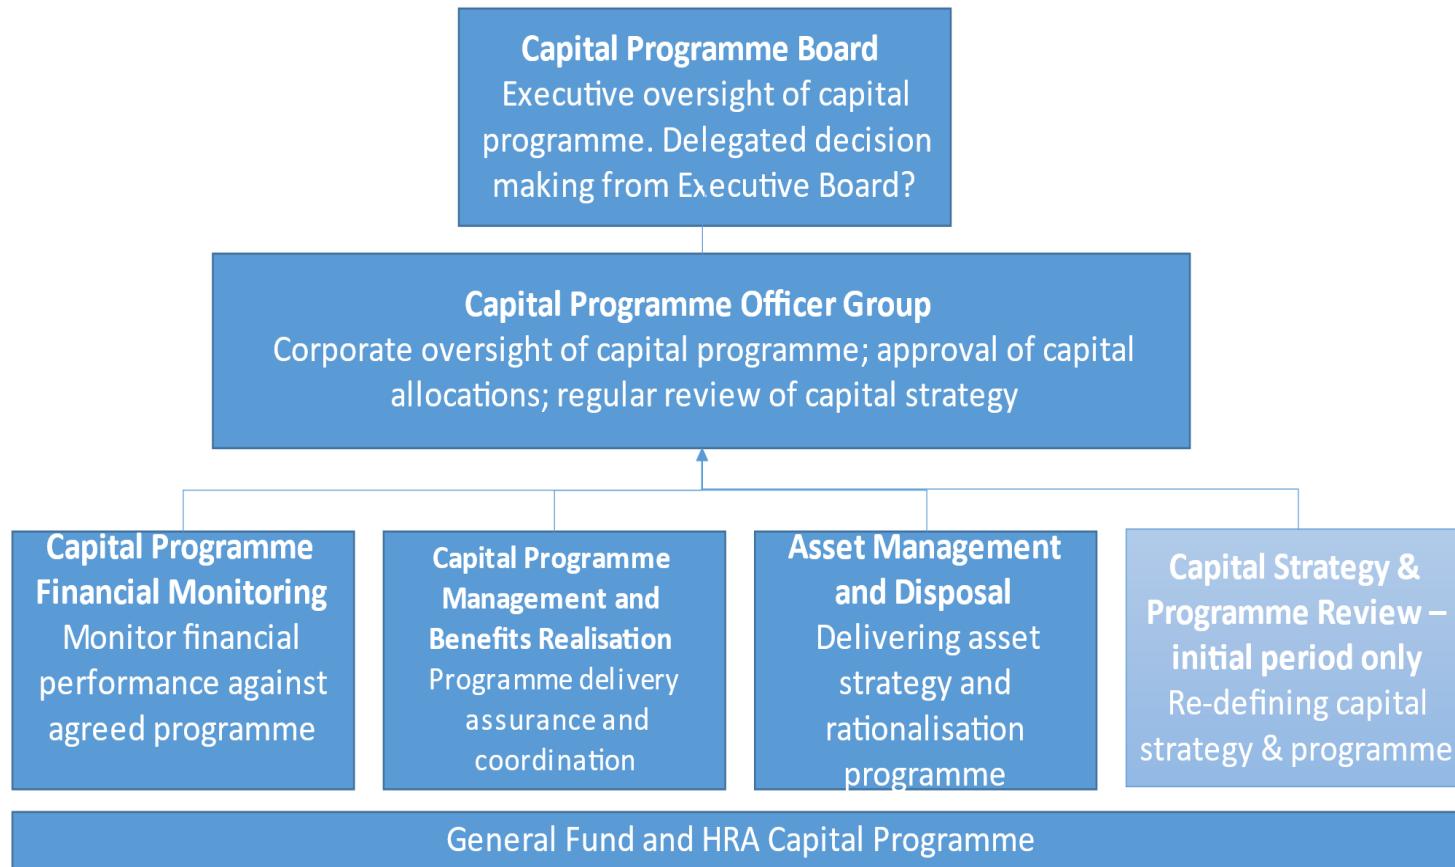 Capital Programme Board
Executive oversight of capital
programme. Delegated decision
making from Executive Board?
Capital Programme Officer Group
Corporate oversight of capital programme; approval of capital
allocations; regular review of capital strategy
Capital Programme
Financial Monitoring
Monitor financial
performance against
agreed programme
Capital Programme
Management and
Benefits Realisation
Programme delivery
assurance and
coordination
Asset Management
and Disposal
Delivering asset
strategy and
rationalisation
programme
Capital Strategy &
Programme Review –
initial period only
Re-defining capital
strategy & programme
General Fund and HRA Capital Programme